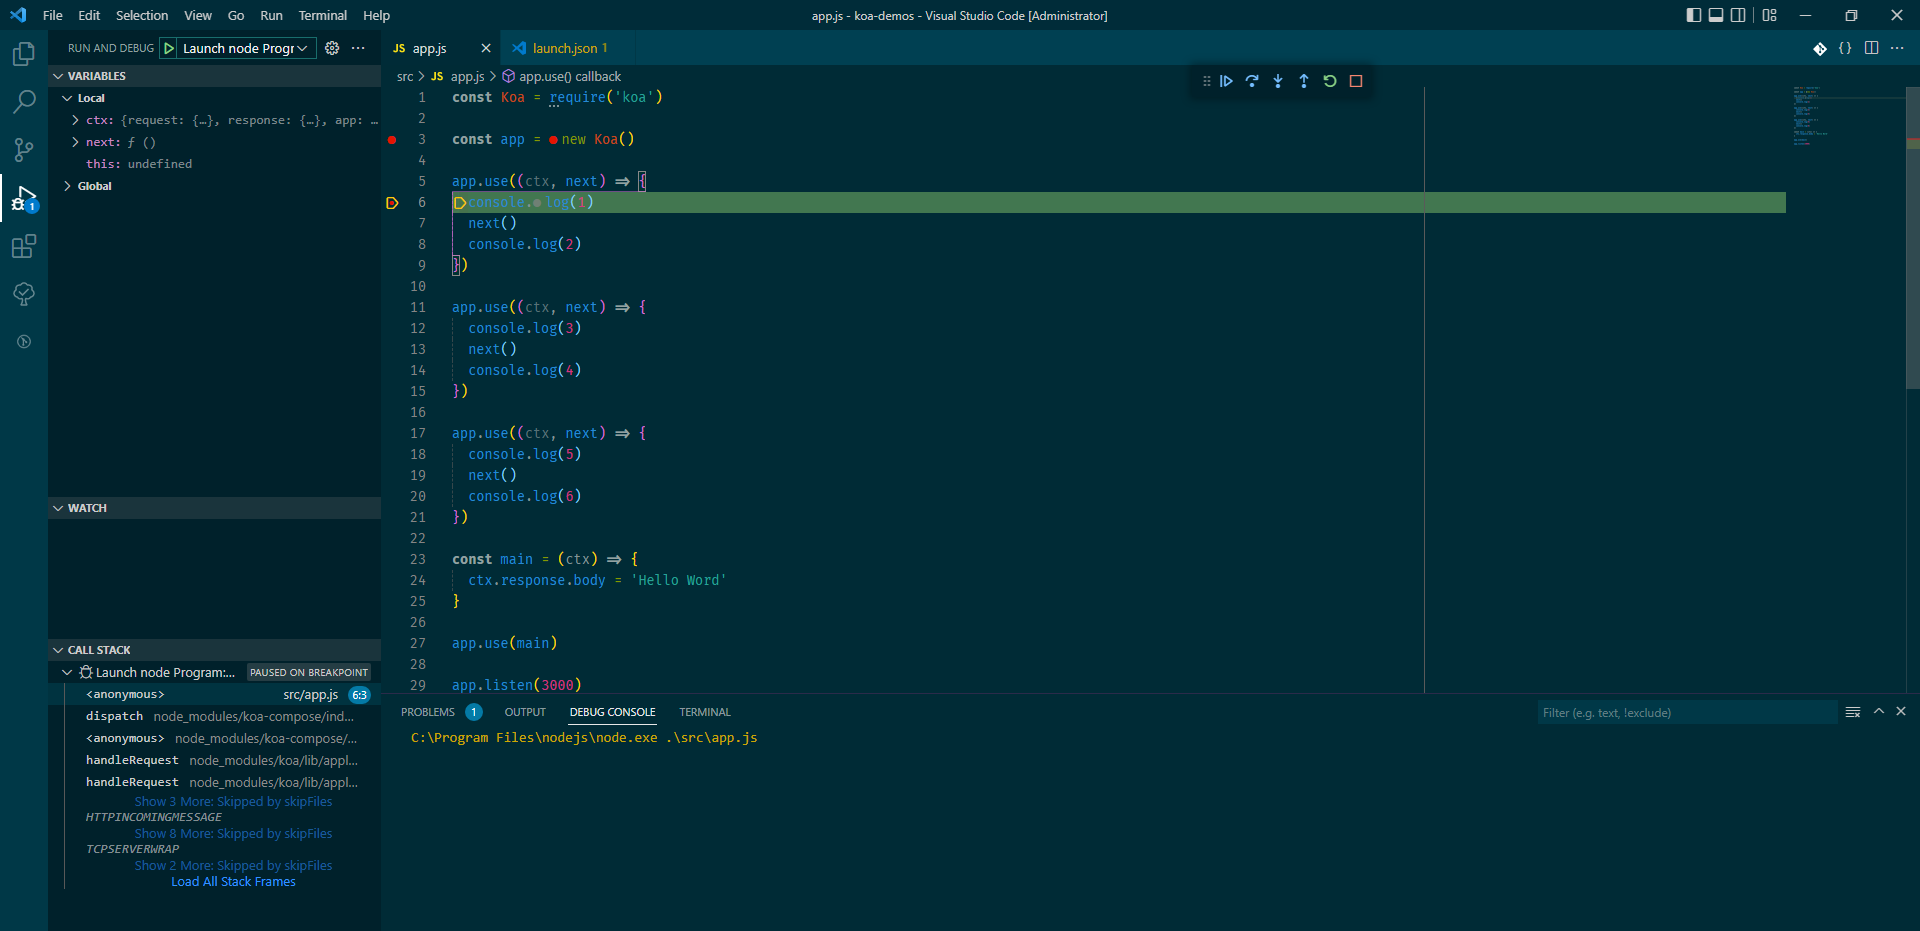 File Edit Selection View Go Run Terminal Help
app.js - koa-demos - Visual Studio Code [Administrator]
RUN AND DEBUG Launch node Progr
JS app.js
launch.json 1
VARIABLES
Local
ctx: {request: {…}, response: {…}, app: …
next: ƒ ()
this: undefined
Global
WATCH
CALL STACK
Launch node Program:... PAUSED ON BREAKPOINT
<anonymous> src/app.js 6:3
dispatch node_modules/koa-compose/ind...
<anonymous> node_modules/koa-compose/...
handleRequest node_modules/koa/lib/appl...
handleRequest node_modules/koa/lib/appl...
Show 3 More: Skipped by skipFiles
HTTPINCOMINGMESSAGE
Show 8 More: Skipped by skipFiles
TCPSERVERWRAP
Show 2 More: Skipped by skipFiles
Load All Stack Frames
1
src > JS app.js > app.use() callback
1 const Koa = require('koa')
2
3 const app = new Koa()
4
5 app.use((ctx, next) => {
6 console.log(1)
7 next()
8 console.log(2)
9 })
10
11 app.use((ctx, next) => {
12 console.log(3)
13 next()
14 console.log(4)
15 })
16
17 app.use((ctx, next) => {
18 console.log(5)
19 next()
20 console.log(6)
21 })
22
23 const main = (ctx) => {
24 ctx.response.body = 'Hello Word'
25 }
26
27 app.use(main)
28
29 app.listen(3000)
PROBLEMS 1 OUTPUT DEBUG CONSOLE TERMINAL
Filter (e.g. text, !exclude)
C:\Program Files\nodejs\node.exe .\src\app.js